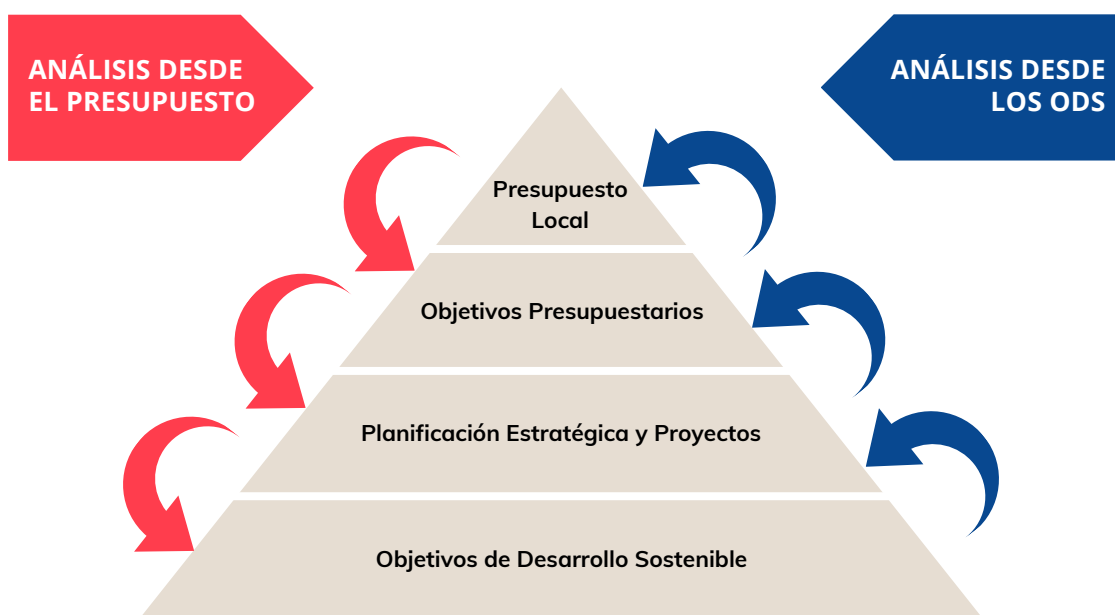 ANÁLISIS DESDE
EL PRESUPUESTO
ANÁLISIS DESDE
LOS ODS
Presupuesto
Local
Objetivos Presupuestarios
Planificación Estratégica y Proyectos
Objetivos de Desarrollo Sostenible